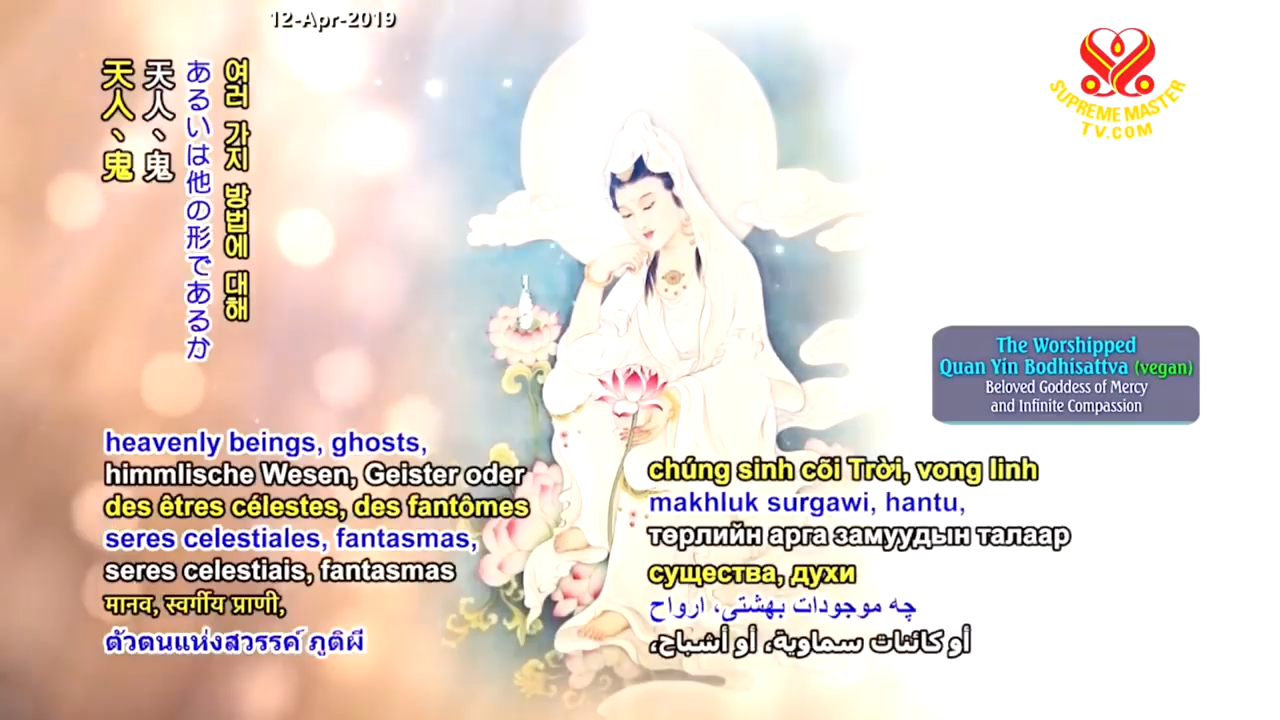 12-Apr-2019
SUPREME MASTER
TV.COM
여러 가지 방법에 대해
あるいは他の形であるか
天人、鬼
天人、鬼
The Worshipped
Quan Yin Bodhisattva (vegan)
Beloved Goddess of Mercy
and Infinite Compassion
heavenly beings, ghosts,
himmlische Wesen, Geister oder
des êtres célestes, des fantômes
seres celestiales, fantasmas,
seres celestiais, fantasmas
मानव, स्वर्गीय प्राणी,
ตัวตนแห่งสวรรค์ ภูติผี
chúng sinh cõi Trời, vong linh
makhluk surgawi, hantu,
төрлийн арга замуудын талаар
существа, духи
چه موجودات بهشتی، ارواح
أو كائنات سماوية، أو أشباح،